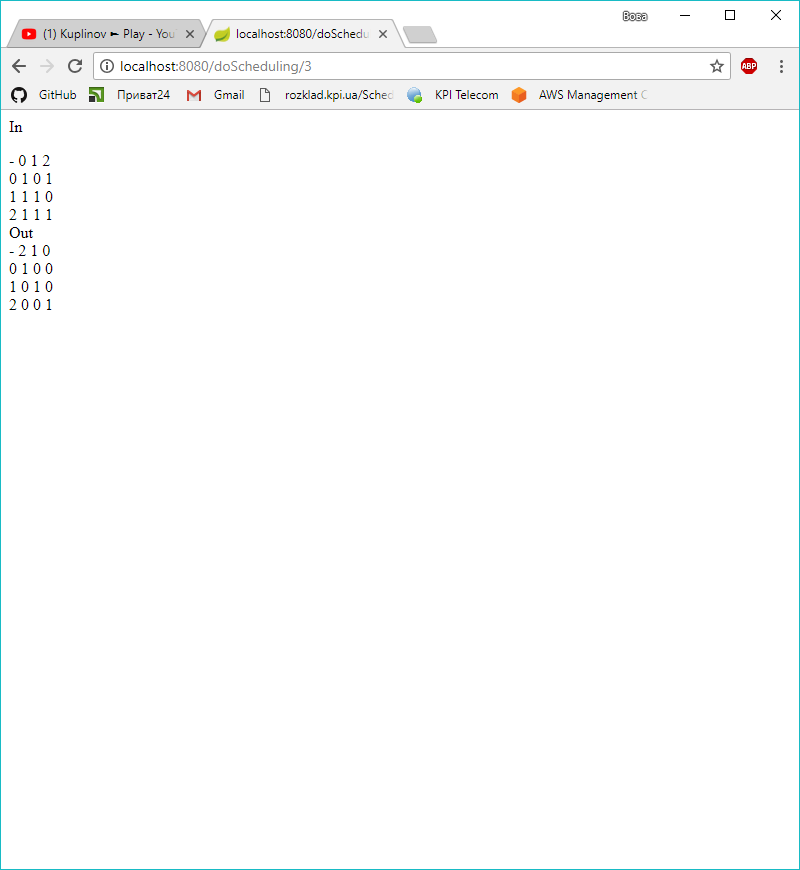 Вова
(1) Kuplinov ► Play - You
localhost:8080/doSchedu
localhost:8080/doScheduling/3
ABP
GitHub Приват24 Gmail rozklad.kpi.ua/Sched KPI Telecom AWS Management C
In
- 0 1 2
0 1 0 1
1 1 1 0
2 1 1 1
Out
- 2 1 0
0 1 0 0
1 0 1 0
2 0 0 1